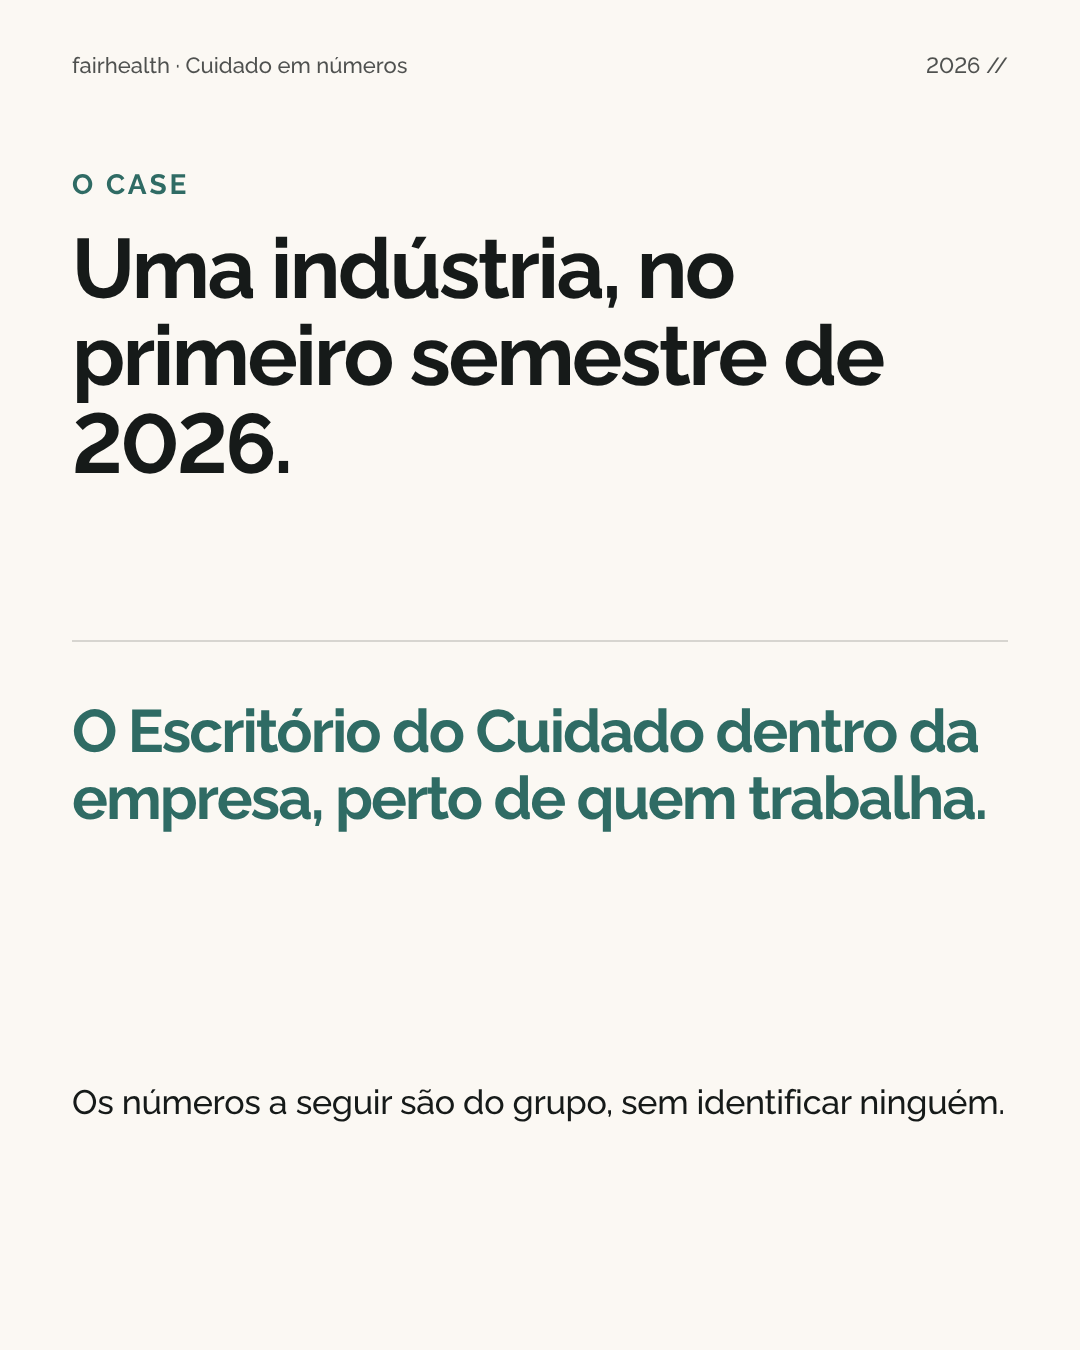 fairhealth · Cuidado em números
2026 //
O CASE
Uma indústria, no
primeiro semestre de
2026.
O Escritório do Cuidado dentro da
empresa, perto de quem trabalha.
Os números a seguir são do grupo, sem identificar ninguém.